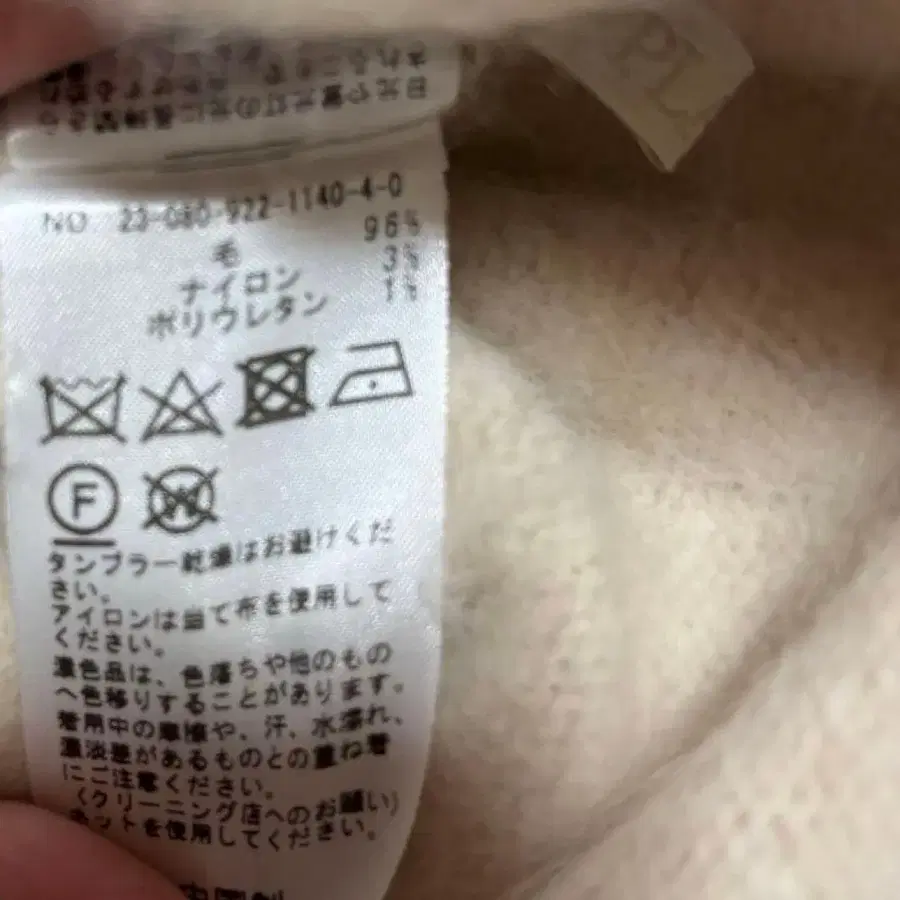 NO 23-080-922-1140-4-0
毛 96%
ナイロン 3%
ポリウレタン 1%
F
W
タンブラー乾燥はお避けくだ
さい。
アイロンは当て布を使用して
ください。
濃色品は、色落ちや他のもの
へ色移りすることがあります。
着用中の摩擦や、汗、水濡れ、
濃淡差があるものとの重ね着
にご注意ください。
(クリーニング店へのお願い)
ネットを使用してください。
PL